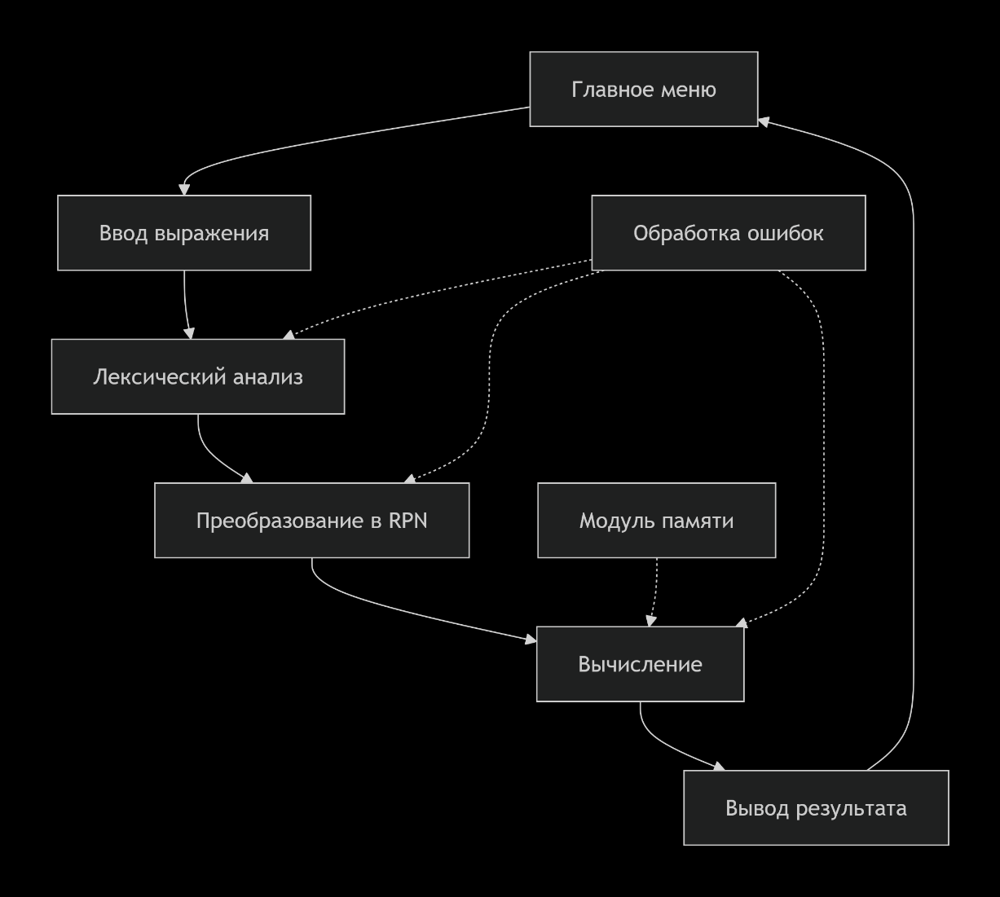 Главное меню
Ввод выражения
Обработка ошибок
Лексический анализ
Преобразование в RPN
Модуль памяти
Вычисление
Вывод результата